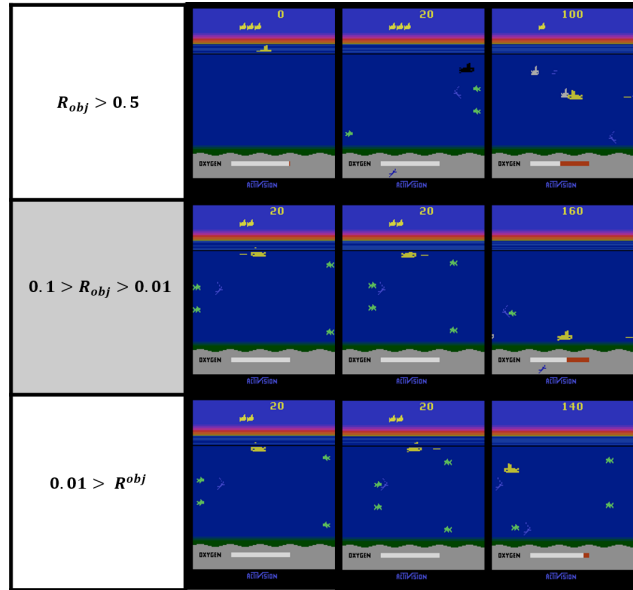 0 20 100
R_obj > 0.5
OXYGEN OXYGEN OXYGEN
ACTIVISION ACTIVISION ACTIVISION
20 20 160
0.1 > R_obj > 0.01
OXYGEN OXYGEN OXYGEN
ACTIVISION ACTIVISION ACTIVISION
20 20 140
0.01 > R^obj
OXYGEN OXYGEN OXYGEN
ACTIVISION ACTIVISION ACTIVISION